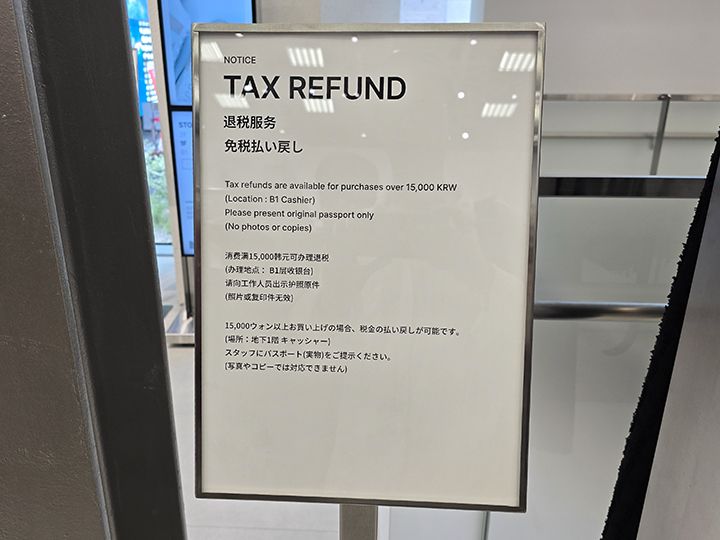 NOTICE
TAX REFUND
退税服务
免税払い戻し
Tax refunds are available for purchases over 15,000 KRW
(Location : B1 Cashier)
Please present original passport only
(No photos or copies)
消费满15,000韩元可办理退税
(办理地点： B1层收银台)
请向工作人员出示护照原件
(照片或复印件无效)
15,000ウォン以上お買い上げの場合、税金の払い戻しが可能です。
(場所：地下1階 キャッシャー)
スタッフにパスポート(実物)をご提示ください。
(写真やコピーでは対応できません)